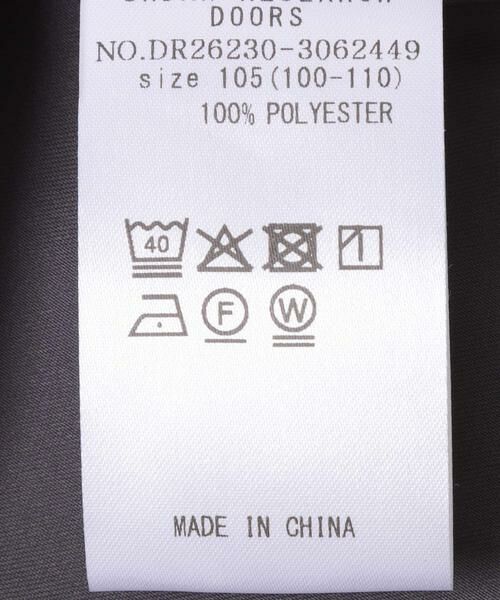 DOORS
NO.DR26230-3062449
size 105(100-110)
100% POLYESTER
40
F W
MADE IN CHINA